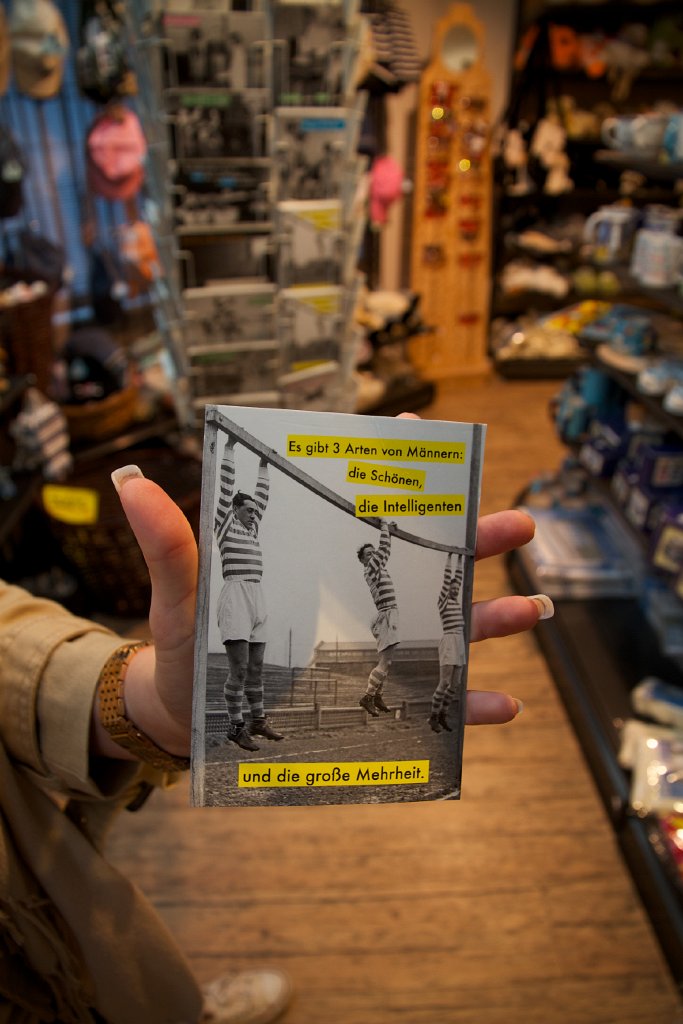 Es gibt 3 Arten von Männern:
die Schönen,
die Intelligenten
und die große Mehrheit.